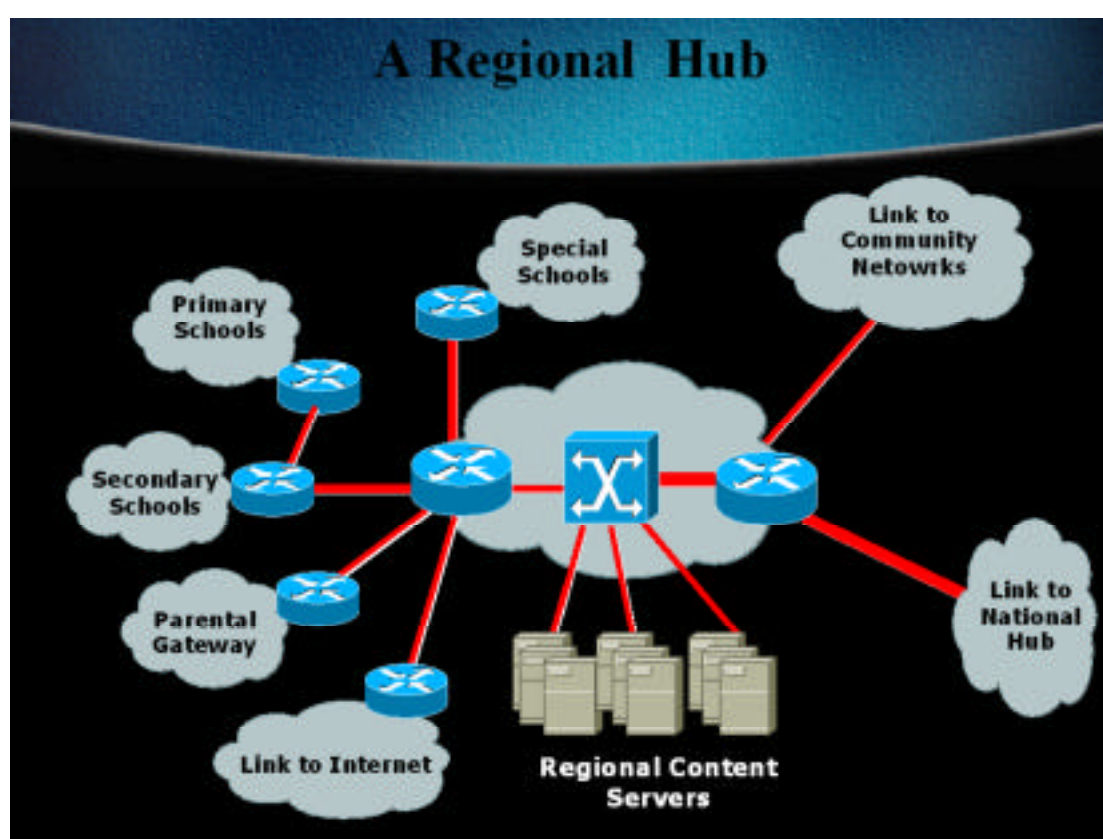 A Regional Hub
Link to
Community
Netowrks
Special
Schools
Primary
Schools
Secondary
Schools
Parental
Gateway
Link to
National
Hub
Link to Internet
Regional Content
Servers